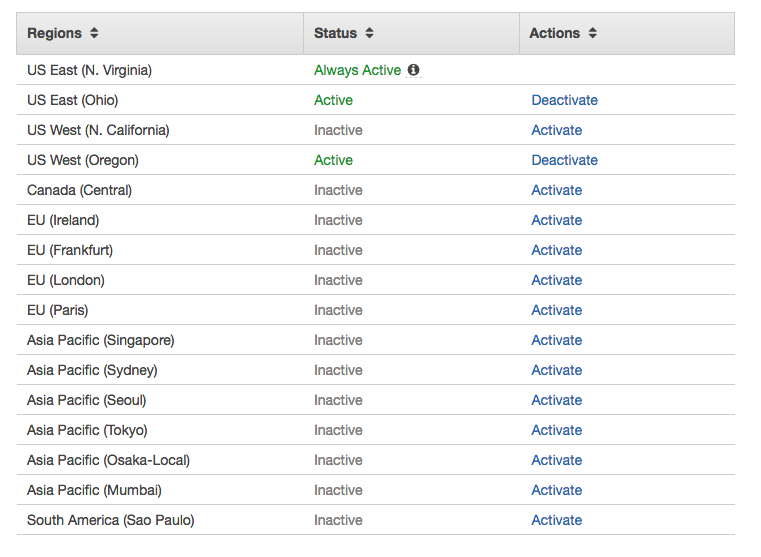 Regions Status Actions
US East (N. Virginia) Always Active
US East (Ohio) Active Deactivate
US West (N. California) Inactive Activate
US West (Oregon) Active Deactivate
Canada (Central) Inactive Activate
EU (Ireland) Inactive Activate
EU (Frankfurt) Inactive Activate
EU (London) Inactive Activate
EU (Paris) Inactive Activate
Asia Pacific (Singapore) Inactive Activate
Asia Pacific (Sydney) Inactive Activate
Asia Pacific (Seoul) Inactive Activate
Asia Pacific (Tokyo) Inactive Activate
Asia Pacific (Osaka-Local) Inactive Activate
Asia Pacific (Mumbai) Inactive Activate
South America (Sao Paulo) Inactive Activate